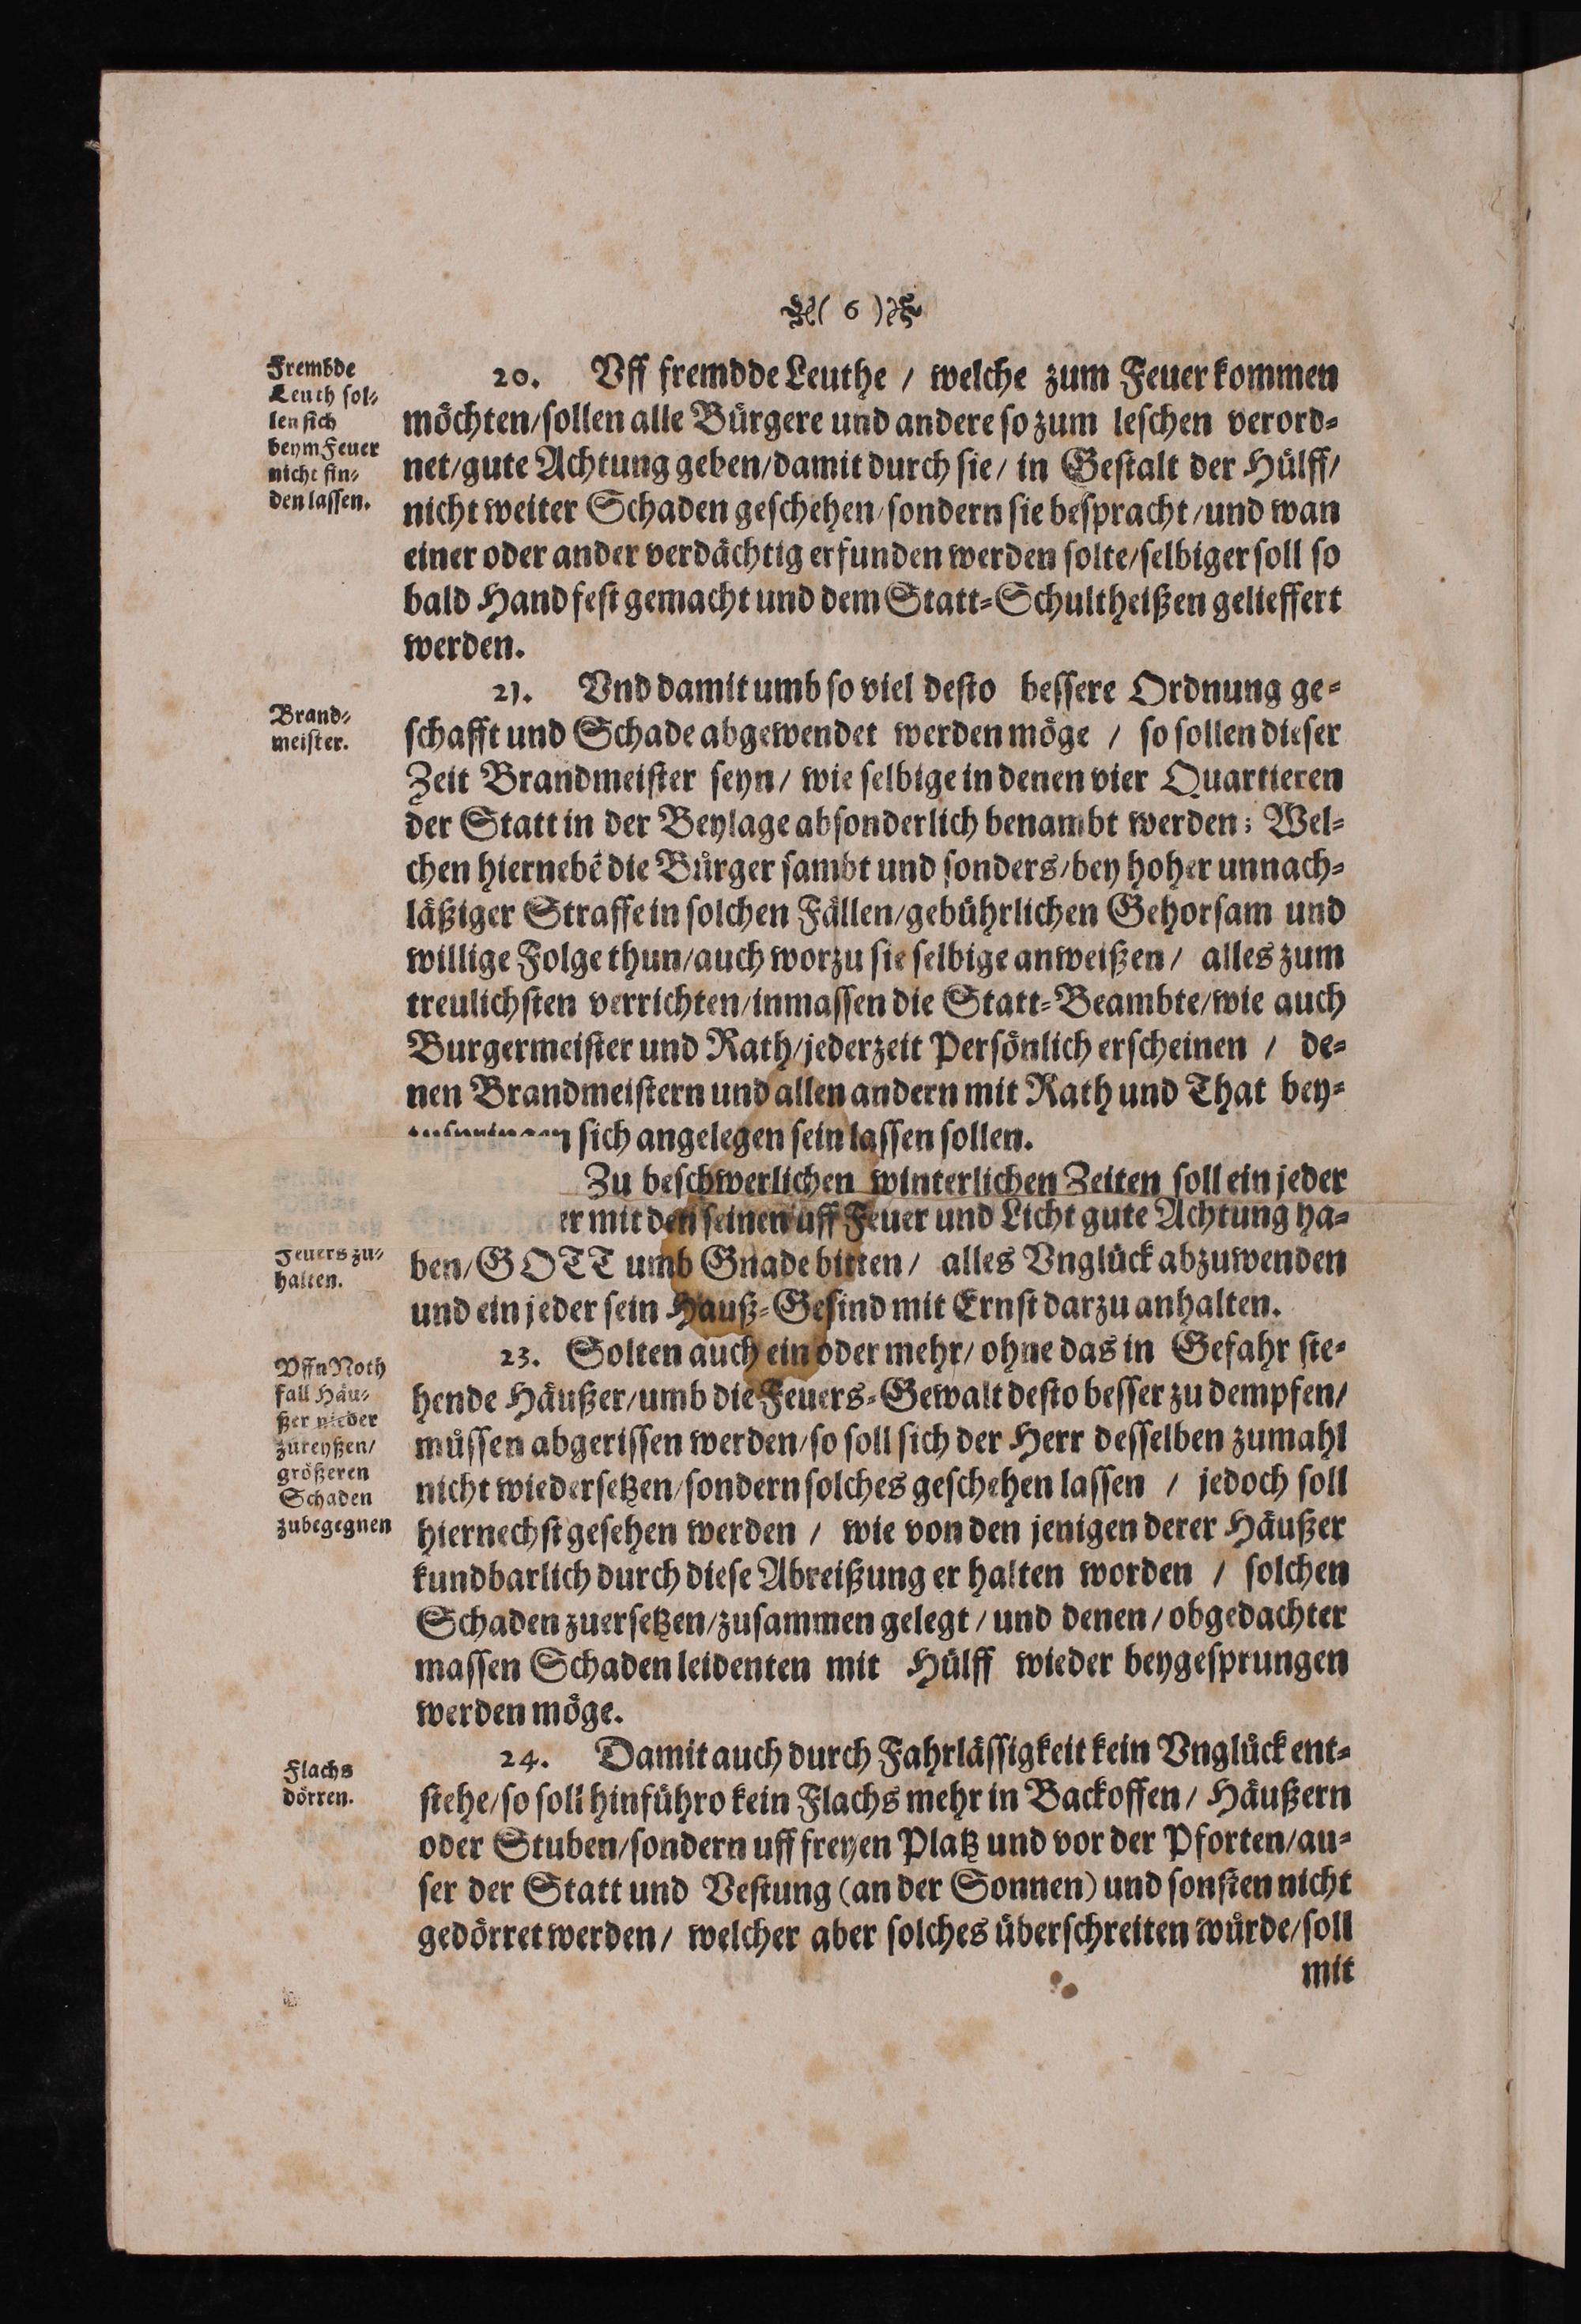 ( 6 )
Frembde
Leuth sol-
len sich
beym Feuer
nicht fin-
den lassen.
20. Vff fremdde Leuthe / welche zum Feuer kommen
möchten/sollen alle Bürgere und andere so zum leschen verord-
net/gute Achtung geben/damit durch sie/ in Gestalt der Hülff/
nicht weiter Schaden geschehen/sondern sie bespracht/und wan
einer oder ander verdächtig erfunden werden solte/selbiger soll so
bald Handfest gemacht und dem Statt-Schultheißen gelieffert
werden.
Brand-
meister.
21. Vnd damit umb so viel desto bessere Ordnung ge-
schafft und Schade abgewendet werden möge / so sollen dieser
Zeit Brandmeister seyn/ wie selbige in denen vier Quartieren
der Statt in der Beylage absonderlich benambt werden; Wel-
chen hiernebẽ die Bürger sambt und sonders/bey hoher unnach-
läßiger Straffe in solchen Fällen/gebührlichen Gehorsam und
willige Folge thun/auch worzu sie selbige anweißen/ alles zum
treulichsten verrichten/inmassen die Statt-Beambte/wie auch
Burgermeister und Rath/jederzeit Persönlich erscheinen / de-
nen Brandmeistern und allen andern mit Rath und That bey-
sich angelegen sein lassen sollen.
Zu beschwerlichen winterlichen Zeiten soll ein jeder
er mit den seinen uff Feuer und Licht gute Achtung ha-
Feuers zu-
halten.
ben/GOTT umb Gnade bitten/ alles Vnglück abzuwenden
und ein jeder sein Hauß-Gesind mit Ernst darzu anhalten.
Vffn Noth
fall Häu-
ßer nieder
zureyßen/
größeren
Schaden
zubegegnen
23. Solten auch ein oder mehr/ ohne das in Gefahr ste-
hende Häußer/umb die Feuers-Gewalt desto besser zu dempfen/
müssen abgerissen werden/so soll sich der Herr desselben zumahl
nicht wiedersetzen/sondern solches geschehen lassen / jedoch soll
hiernechst gesehen werden / wie von den jenigen derer Häußer
kundbarlich durch diese Abreißung er halten worden / solchen
Schaden zuersetzen/zusammen gelegt/und denen/obgedachter
massen Schaden leidenten mit Hülff wieder beygesprungen
werden möge.
Flachs
dörren.
24. Damit auch durch Fahrlässigkeit kein Vnglück ent-
stehe/so soll hinführo kein Flachs mehr in Backoffen/ Häußern
oder Stuben/sondern uff freyen Platz und vor der Pforten/au-
ser der Statt und Vestung (an der Sonnen) und sonsten nicht
gedörret werden/ welcher aber solches überschreiten würde/soll
mit